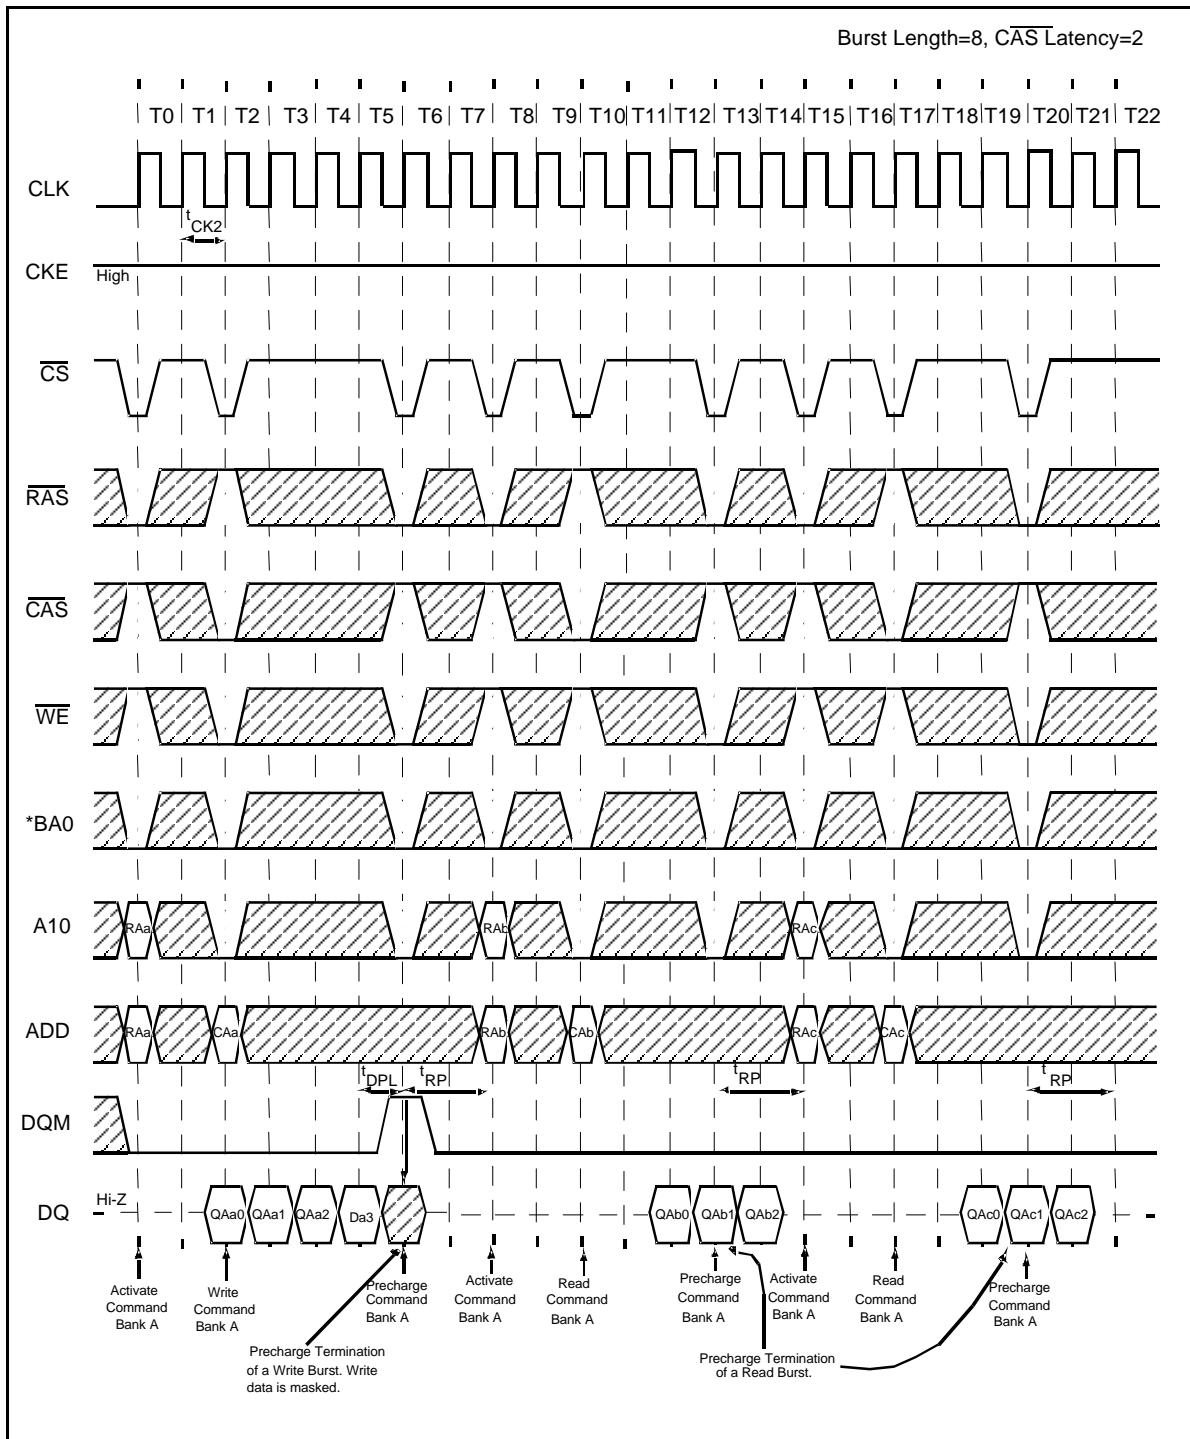 Burst Length=8, CAS Latency=2
T0 T1 T2 T3 T4 T5 T6 T7 T8 T9 T10 T11 T12 T13 T14 T15 T16 T17 T18 T19 T20 T21 T22
CLK
tCK2
CKE
High
CS
RAS
CAS
WE
*BA0
A10
RAa RAb RAc
ADD
RAa CAa RAb CAb RAc CAc
tDPL tRP tRP tRP
DQM
DQ
Hi-Z
QAa0 QAa1 QAa2 Da3 QAb0 QAb1 QAb2 QAc0 QAc1 QAc2
Activate
Command
Bank A
Write
Command
Bank A
Precharge
Command
Bank A
Activate
Command
Bank A
Read
Command
Bank A
Precharge
Command
Bank A
Activate
Command
Bank A
Read
Command
Bank A
Precharge
Command
Bank A
Precharge Termination
of a Write Burst. Write
data is masked.
Precharge Termination
of a Read Burst.